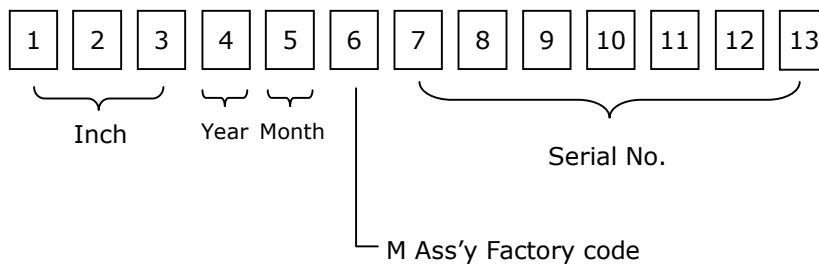 1 2 3 4 5 6 7 8 9 10 11 12 13
Inch Year Month
Serial No.
M Ass'y Factory code